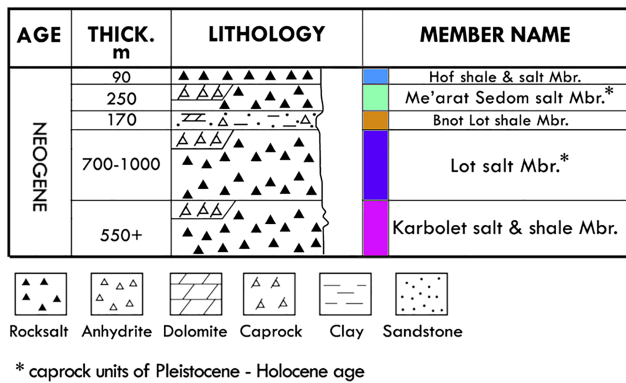 AGE THICK. m LITHOLOGY MEMBER NAME
NEOGENE
90 Hof shale & salt Mbr.
250 Me'arat Sedom salt Mbr.*
170 Bnot Lot shale Mbr.
700-1000 Lot salt Mbr.*
550+ Karbolet salt & shale Mbr.
Rocksalt Anhydrite Dolomite Caprock Clay Sandstone
* caprock units of Pleistocene - Holocene age